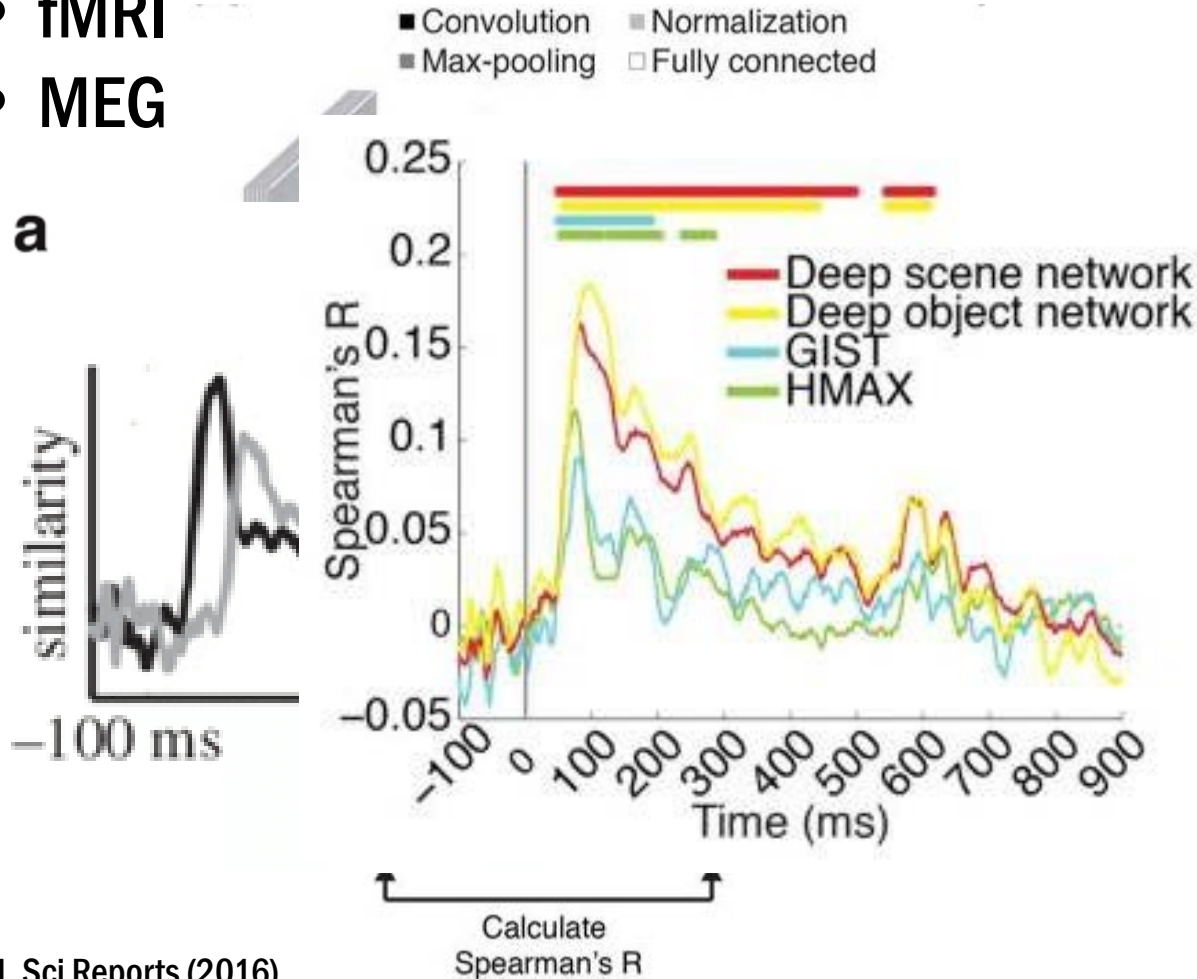 • fMRI
• MEG
Convolution Normalization
Max-pooling Fully connected
a
similarity
−100 ms
0.25
0.2
0.15
0.1
0.05
0
−0.05
Spearman's R
Deep scene network
Deep object network
GIST
HMAX
−100 0 100 200 300 400 500 600 700 800 900
Time (ms)
Calculate
Spearman's R
Sci Reports (2016)